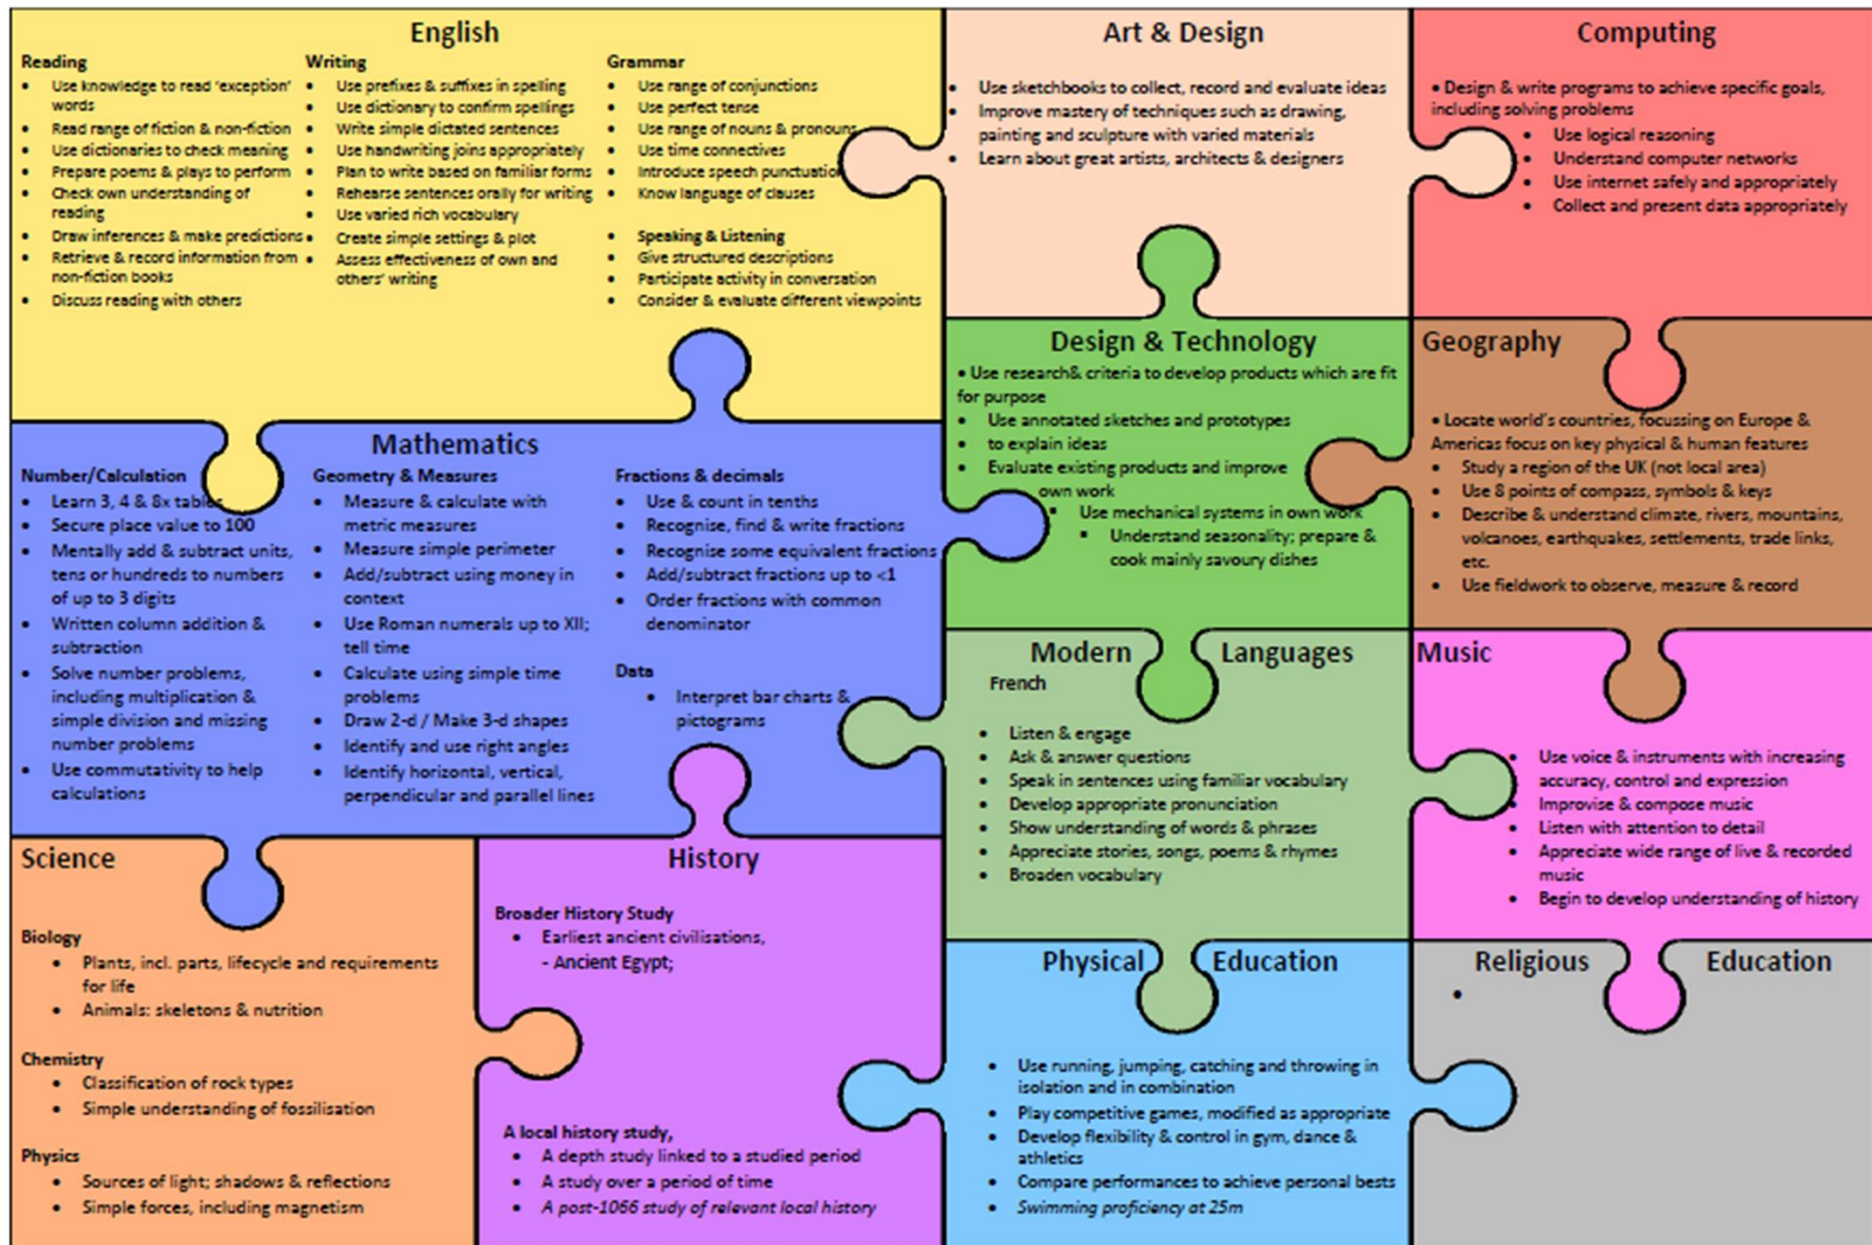 English
Reading
• Use knowledge to read ‘exception’
words
• Read range of fiction & non-fiction
• Use dictionaries to check meaning
• Prepare poems & plays to perform
• Check own understanding of
reading
• Draw inferences & make predictions
• Retrieve & record information from
non-fiction books
• Discuss reading with others
Writing
• Use prefixes & suffixes in spelling
• Use dictionary to confirm spellings
• Write simple dictated sentences
• Use handwriting joins appropriately
• Plan to write based on familiar forms
• Rehearse sentences orally for writing
• Use varied rich vocabulary
• Create simple settings & plot
• Assess effectiveness of own and
others’ writing
Grammar
• Use range of conjunctions
• Use perfect tense
• Use range of nouns & pronouns
• Use time connectives
• Introduce speech punctuation
• Know language of clauses
• Speaking & Listening
• Give structured descriptions
• Participate activity in conversation
• Consider & evaluate different viewpoints
Art & Design
• Use sketchbooks to collect, record and evaluate ideas
• Improve mastery of techniques such as drawing,
painting and sculpture with varied materials
• Learn about great artists, architects & designers
Computing
• Design & write programs to achieve specific goals,
including solving problems
• Use logical reasoning
• Understand computer networks
• Use internet safely and appropriately
• Collect and present data appropriately
Mathematics
Number/Calculation
• Learn 3, 4 & 8x tables
• Secure place value to 100
• Mentally add & subtract units,
tens or hundreds to numbers
of up to 3 digits
• Written column addition &
subtraction
• Solve number problems,
including multiplication &
simple division and missing
number problems
• Use commutativity to help
calculations
Geometry & Measures
• Measure & calculate with
metric measures
• Measure simple perimeter
• Add/subtract using money in
context
• Use Roman numerals up to XII;
tell time
• Calculate using simple time
problems
• Draw 2-d / Make 3-d shapes
• Identify and use right angles
• Identify horizontal, vertical,
perpendicular and parallel lines
Fractions & decimals
• Use & count in tenths
• Recognise, find & write fractions
• Recognise some equivalent fractions
• Add/subtract fractions up to <1
• Order fractions with common
denominator
Data
• Interpret bar charts &
pictograms
Design & Technology
• Use research& criteria to develop products which are fit
for purpose
• Use annotated sketches and prototypes
• to explain ideas
• Evaluate existing products and improve
own work
▪ Use mechanical systems in own work
▪ Understand seasonality; prepare &
cook mainly savoury dishes
Geography
• Locate world’s countries, focussing on Europe &
Americas focus on key physical & human features
• Study a region of the UK (not local area)
• Use 8 points of compass, symbols & keys
• Describe & understand climate, rivers, mountains,
volcanoes, earthquakes, settlements, trade links,
etc.
• Use fieldwork to observe, measure & record
Modern Languages
French
• Listen & engage
• Ask & answer questions
• Speak in sentences using familiar vocabulary
• Develop appropriate pronunciation
• Show understanding of words & phrases
• Appreciate stories, songs, poems & rhymes
• Broaden vocabulary
Music
• Use voice & instruments with increasing
accuracy, control and expression
• Improvise & compose music
• Listen with attention to detail
• Appreciate wide range of live & recorded
music
• Begin to develop understanding of history
Science
Biology
• Plants, incl. parts, lifecycle and requirements
for life
• Animals: skeletons & nutrition
Chemistry
• Classification of rock types
• Simple understanding of fossilisation
Physics
• Sources of light; shadows & reflections
• Simple forces, including magnetism
History
Broader History Study
• Earliest ancient civilisations,
- Ancient Egypt;
A local history study,
• A depth study linked to a studied period
• A study over a period of time
• A post-1066 study of relevant local history
Physical Education
• Use running, jumping, catching and throwing in
isolation and in combination
• Play competitive games, modified as appropriate
• Develop flexibility & control in gym, dance &
athletics
• Compare performances to achieve personal bests
• Swimming proficiency at 25m
Religious Education
•